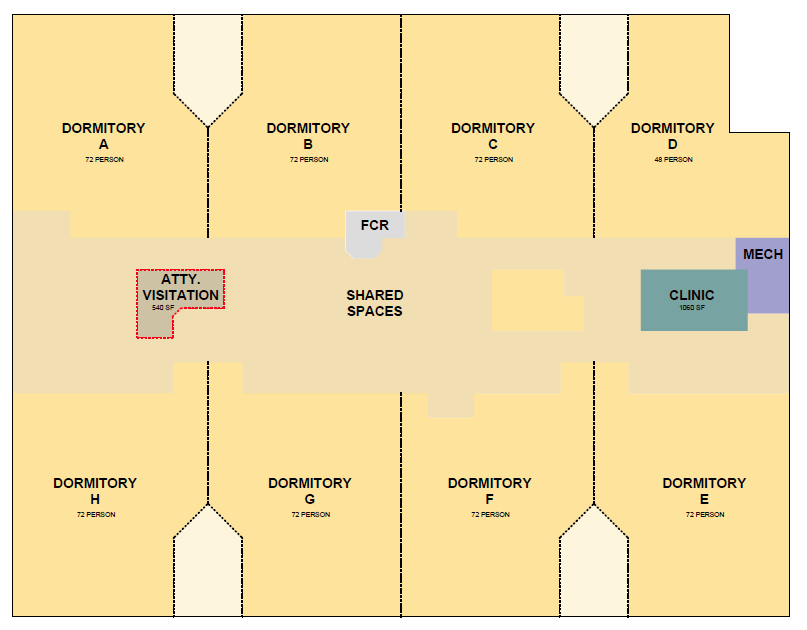 DORMITORY
A
72 PERSON
DORMITORY
B
72 PERSON
DORMITORY
C
72 PERSON
DORMITORY
D
48 PERSON
FCR
MECH
ATTY.
VISITATION
540 SF
SHARED
SPACES
CLINIC
1060 SF
DORMITORY
H
72 PERSON
DORMITORY
G
72 PERSON
DORMITORY
F
72 PERSON
DORMITORY
E
72 PERSON